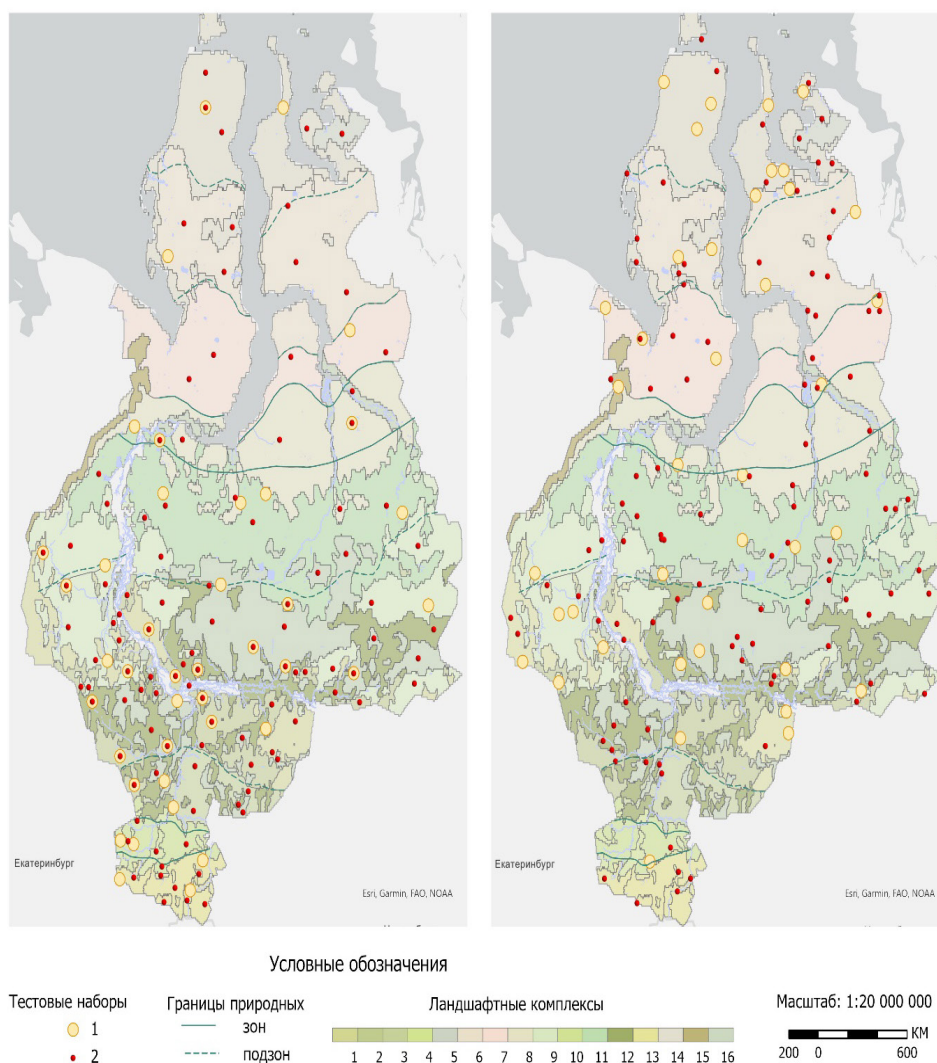 Екатеринбург
Esri, Garmin, FAO, NOAA
Екатеринбург
Esri, Garmin, FAO, NOAA
Условные обозначения
Тестовые наборы
1
2
Границы природных
зон
подзон
Ландшафтные комплексы
1 2 3 4 5 6 7 8 9 10 11 12 13 14 15 16
Масштаб: 1:20 000 000
КМ
200 0 600